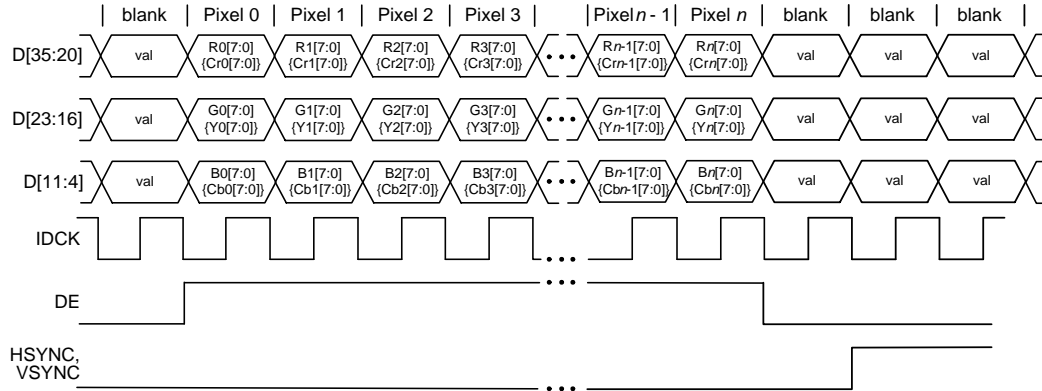 blank Pixel 0 Pixel 1 Pixel 2 Pixel 3 Pixel n - 1 Pixel n blank blank blank
D[35:20] val R0[7:0] R1[7:0] R2[7:0] R3[7:0] Rn-1[7:0] Rn[7:0] val val val
{Cr0[7:0]} {Cr1[7:0]} {Cr2[7:0]} {Cr3[7:0]} {Crn-1[7:0]} {Crn[7:0]}
D[23:16] val G0[7:0] G1[7:0] G2[7:0] G3[7:0] Gn-1[7:0] Gn[7:0] val val val
{Y0[7:0]} {Y1[7:0]} {Y2[7:0]} {Y3[7:0]} {Yn-1[7:0]} {Yn[7:0]}
D[11:4] val B0[7:0] B1[7:0] B2[7:0] B3[7:0] Bn-1[7:0] Bn[7:0] val val val
{Cb0[7:0]} {Cb1[7:0]} {Cb2[7:0]} {Cb3[7:0]} {Cbn-1[7:0]} {Cbn[7:0]}
IDCK
DE
HSYNC,
VSYNC